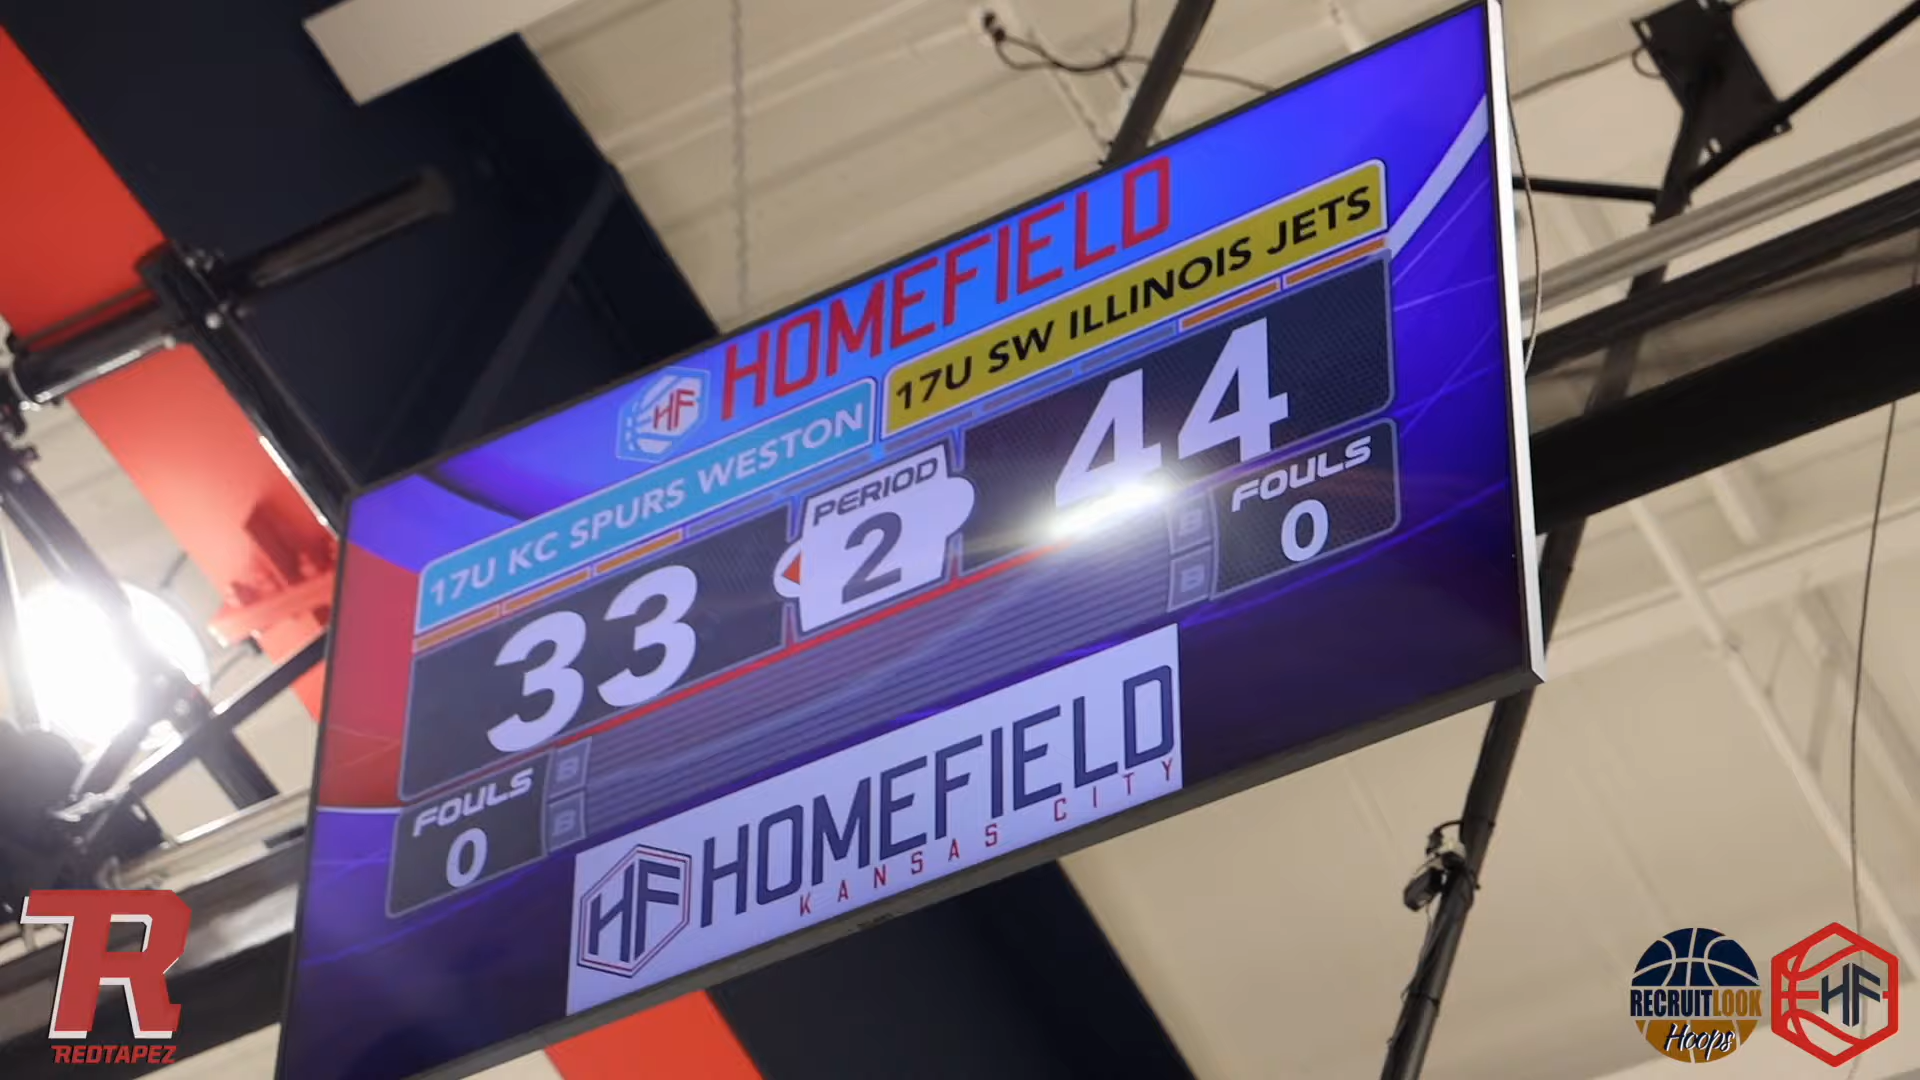 HOMEFIELD
HF
17U KC SPURS WESTON
17U SW ILLINOIS JETS
33
PERIOD
2
44
FOULS
0
B
B
B
B
FOULS
0
HF HOMEFIELD
KANSAS CITY
R
REDTAPEZ
RECRUITLOOK
Hoops
HF